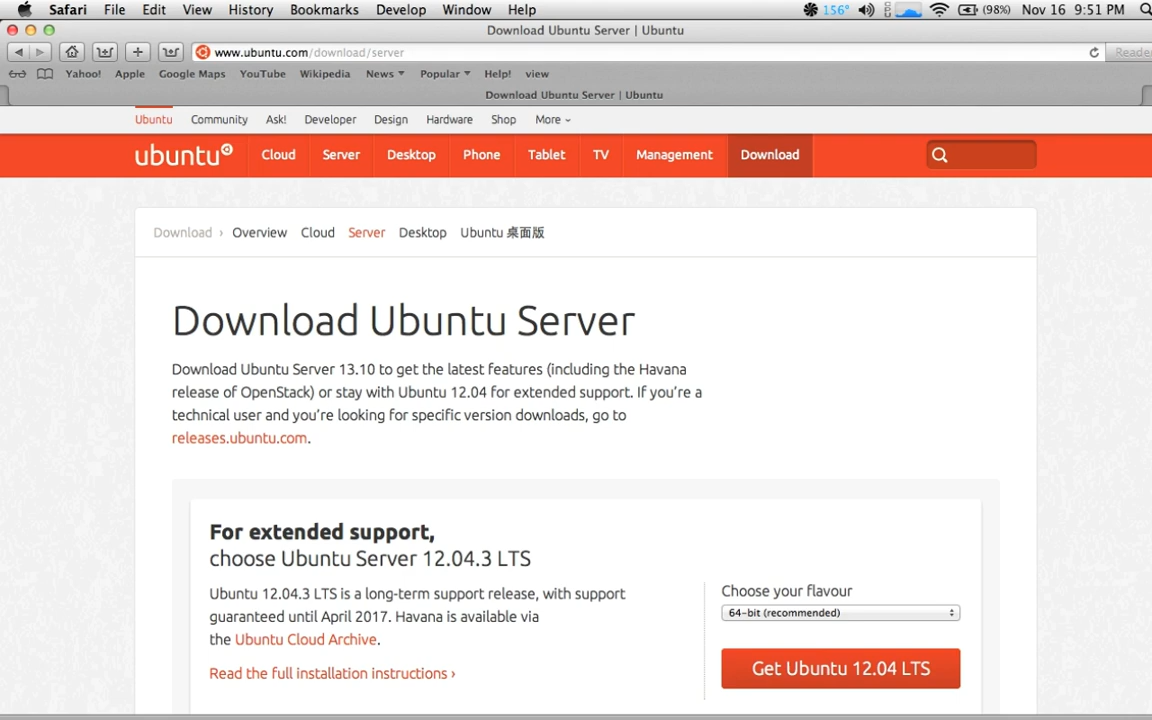 Safari File Edit View History Bookmarks Develop Window Help 156° (98%) Nov 16 9:51 PM
Download Ubuntu Server | Ubuntu
www.ubuntu.com/download/server Reader
Yahoo! Apple Google Maps YouTube Wikipedia News Popular Help! view
Download Ubuntu Server | Ubuntu
Ubuntu Community Ask! Developer Design Hardware Shop More
ubuntu Cloud Server Desktop Phone Tablet TV Management Download
Download › Overview Cloud Server Desktop Ubuntu 桌面版
Download Ubuntu Server
Download Ubuntu Server 13.10 to get the latest features (including the Havana
release of OpenStack) or stay with Ubuntu 12.04 for extended support. If you're a
technical user and you're looking for specific version downloads, go to
releases.ubuntu.com.
For extended support,
choose Ubuntu Server 12.04.3 LTS
Ubuntu 12.04.3 LTS is a long-term support release, with support
guaranteed until April 2017. Havana is available via
the Ubuntu Cloud Archive.
Read the full installation instructions ›
Choose your flavour
64-bit (recommended)
Get Ubuntu 12.04 LTS